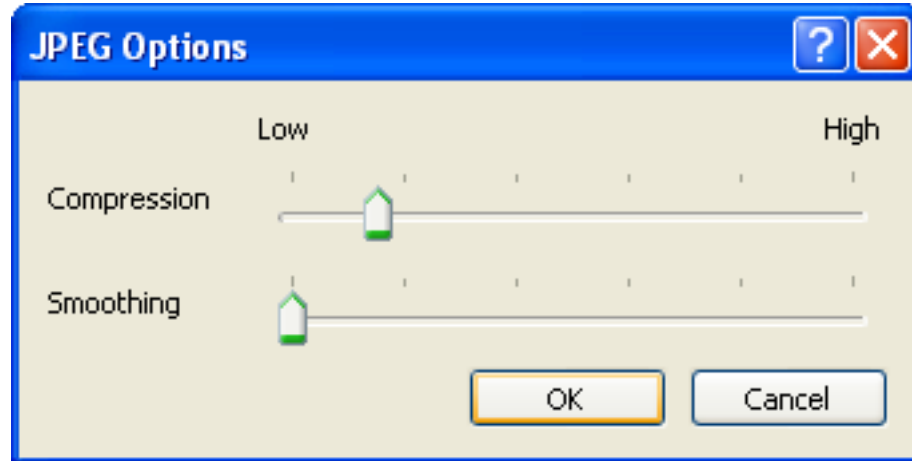 JPEG Options
Low High
Compression
Smoothing
OK Cancel